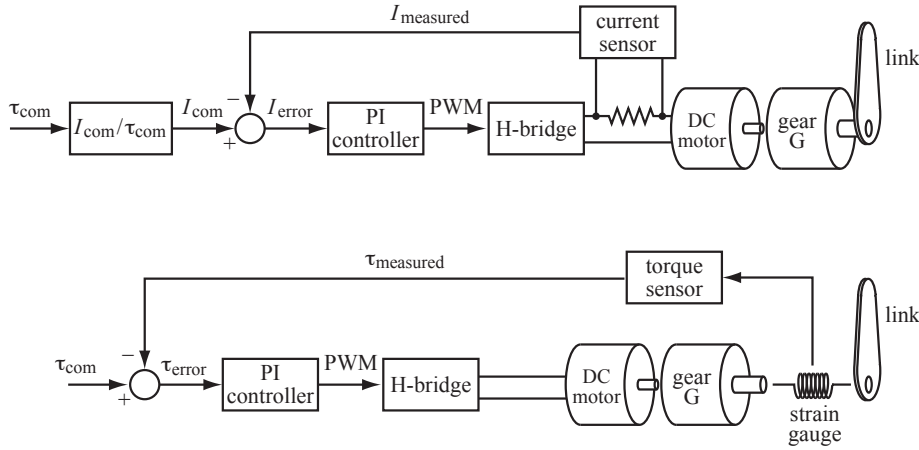 I_measured
current
sensor
link
τ_com
I_com/τ_com
I_com
−
+
I_error
PI
controller
PWM
H-bridge
DC
motor
gear
G
τ_measured
torque
sensor
link
τ_com
−
+
τ_error
PI
controller
PWM
H-bridge
DC
motor
gear
G
strain
gauge